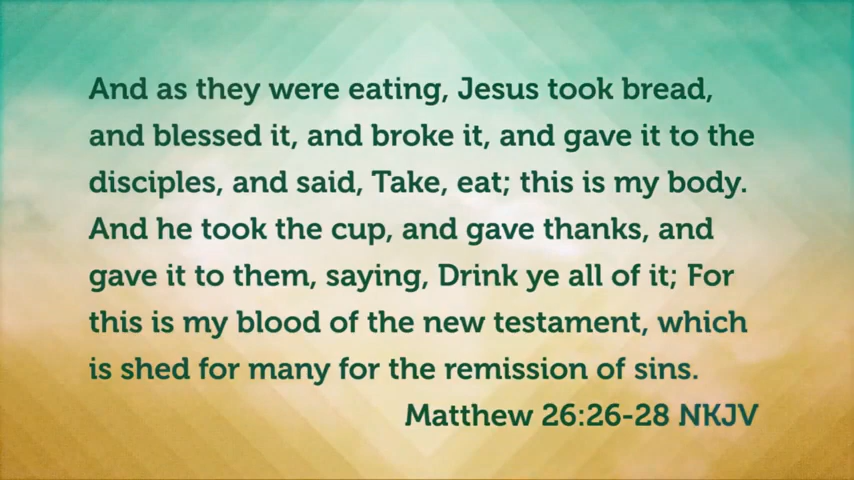 And as they were eating, Jesus took bread,
and blessed it, and broke it, and gave it to the
disciples, and said, Take, eat; this is my body.
And he took the cup, and gave thanks, and
gave it to them, saying, Drink ye all of it; For
this is my blood of the new testament, which
is shed for many for the remission of sins.
Matthew 26:26-28 NKJV